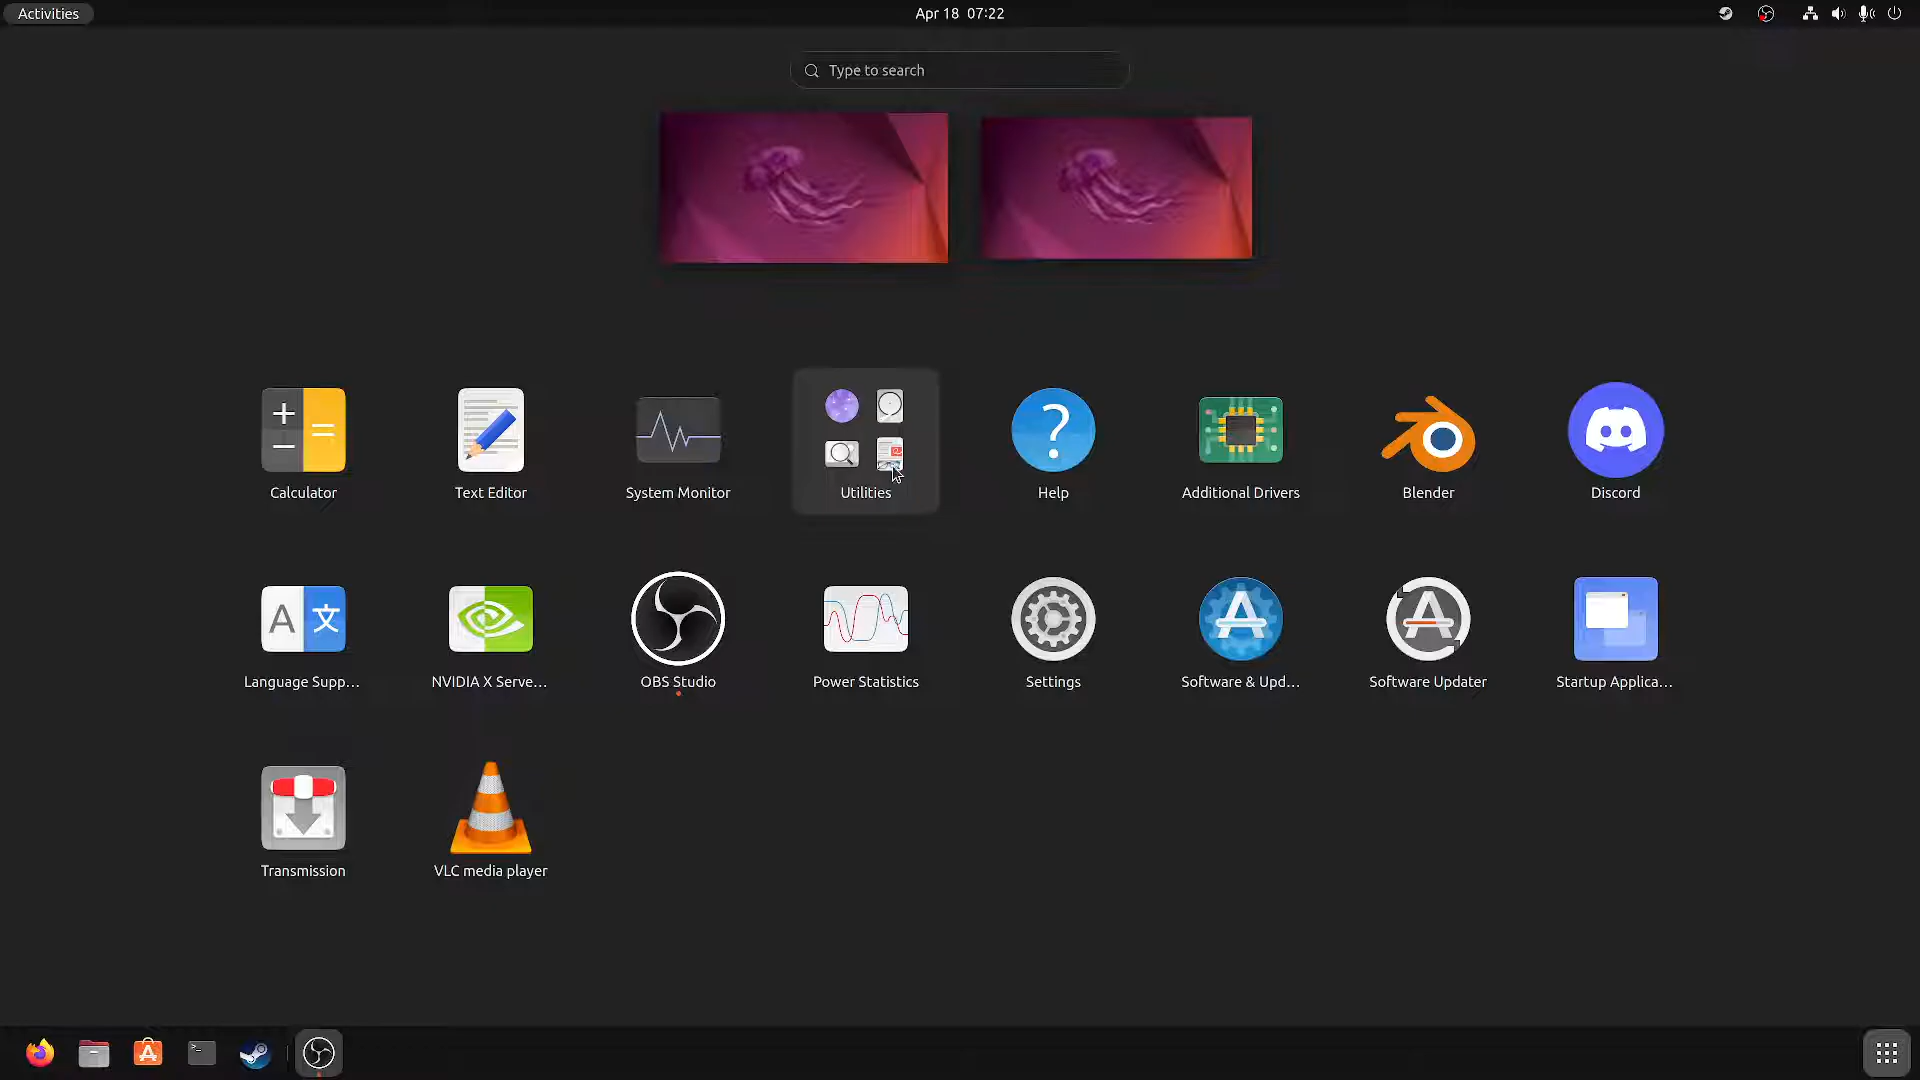 Activities
Apr 18 07:22
Type to search
Calculator
Text Editor
System Monitor
Utilities
Help
Additional Drivers
Blender
Discord
Language Supp...
NVIDIA X Serve...
OBS Studio
Power Statistics
Settings
Software & Upd...
Software Updater
Startup Applica...
Transmission
VLC media player